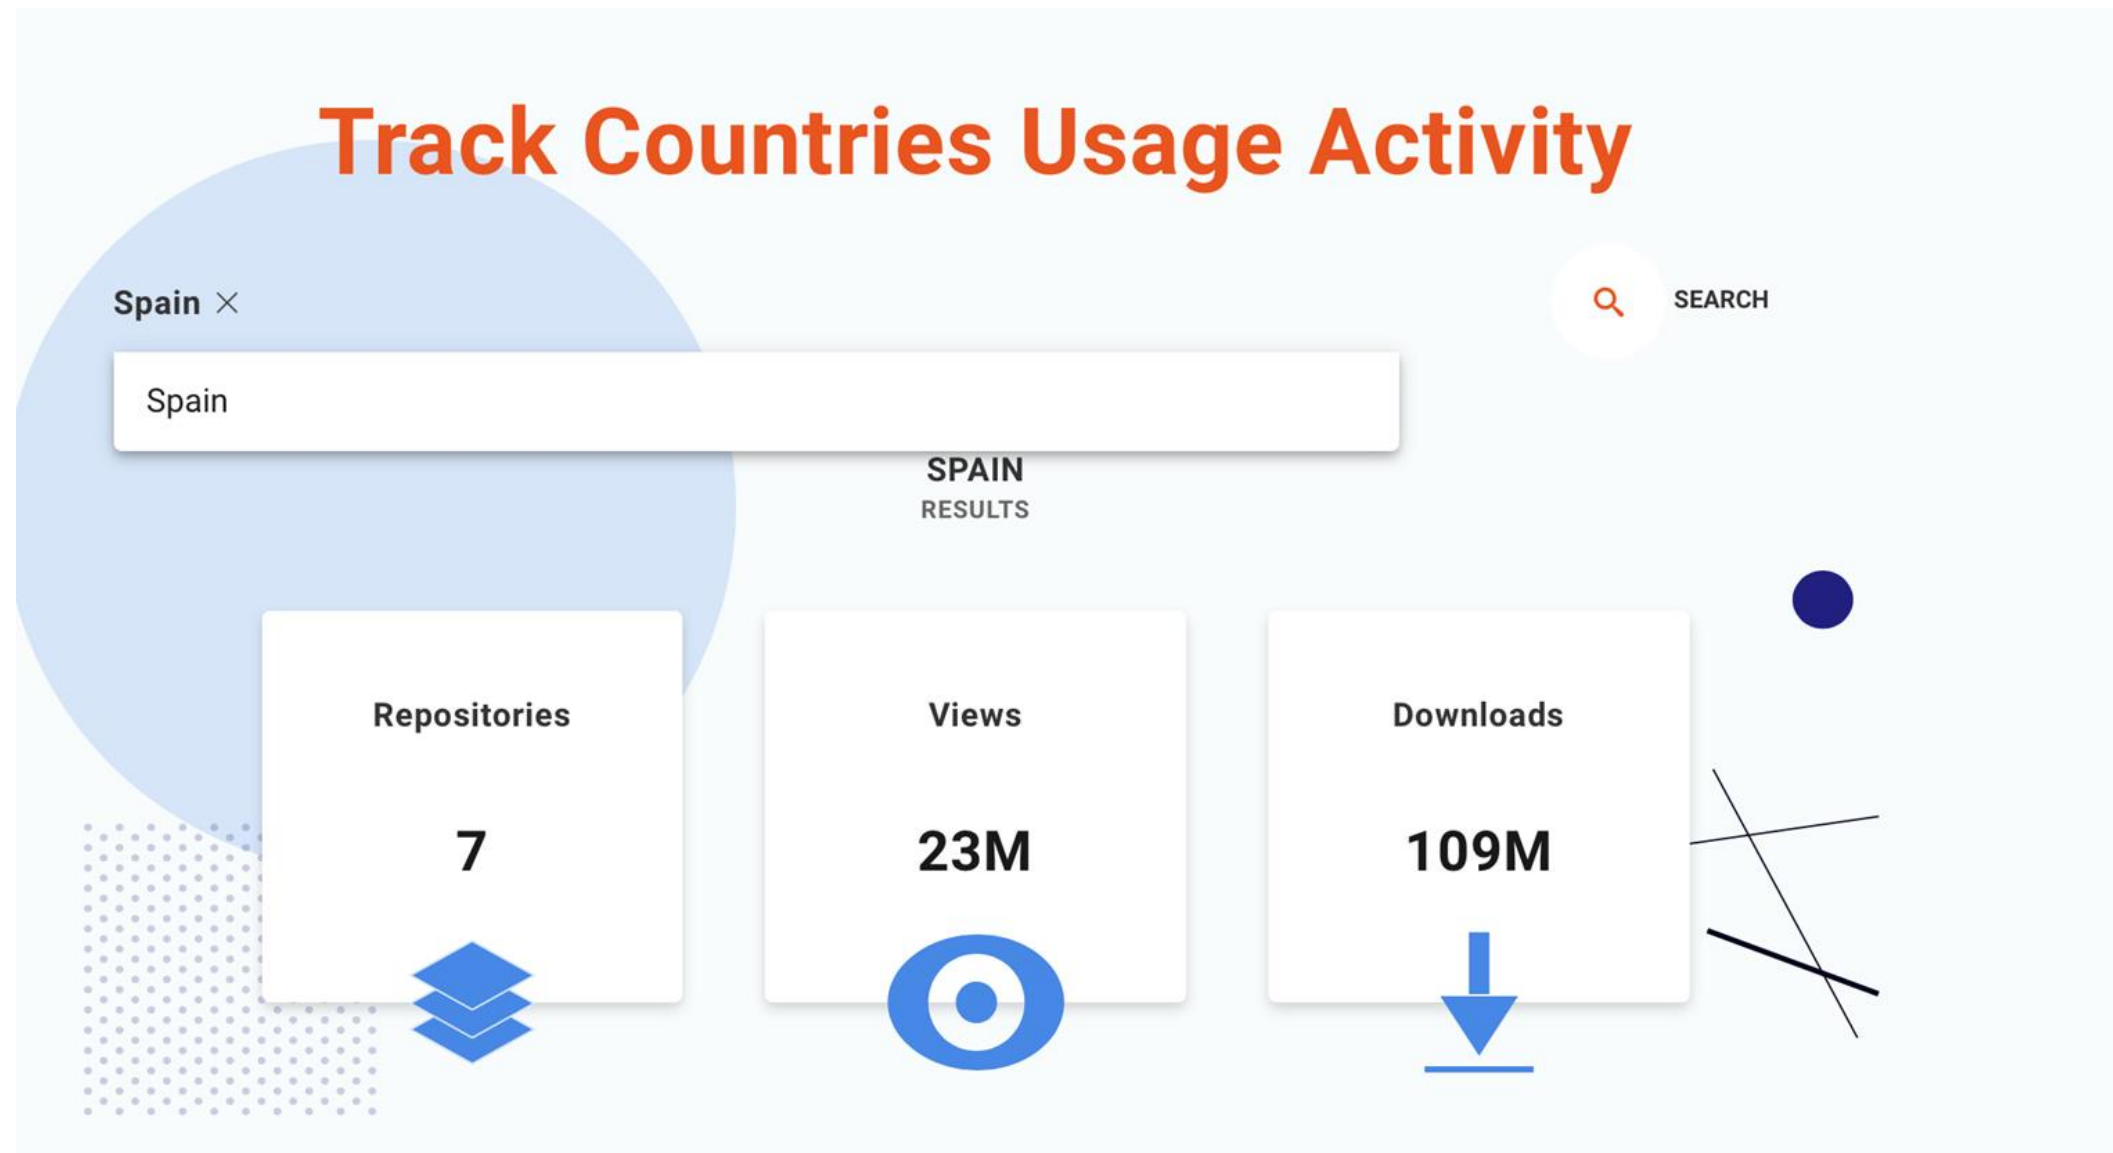 Track Countries Usage Activity
Spain ×
SEARCH
Spain
SPAIN
RESULTS
Repositories
7
Views
23M
Downloads
109M